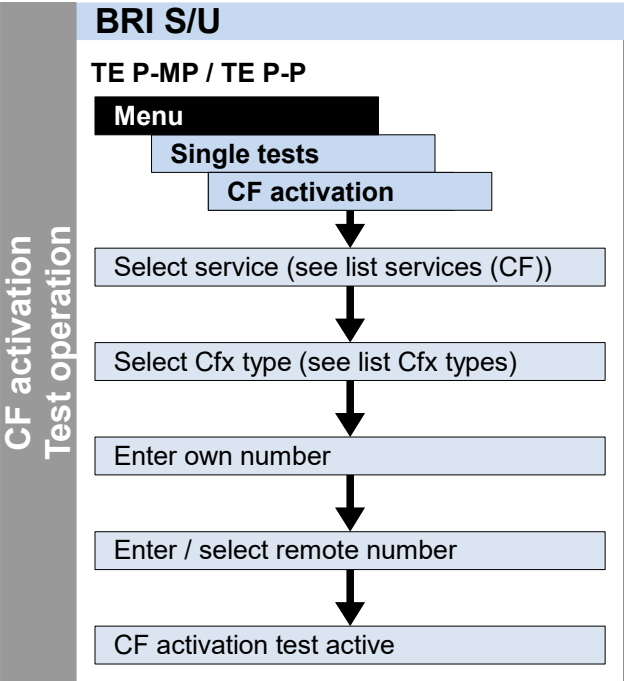 BRI S/U
TE P-MP / TE P-P
Menu
Single tests
CF activation
Select service (see list services (CF))
Select Cfx type (see list Cfx types)
Enter own number
Enter / select remote number
CF activation test active
CF activation
Test operation